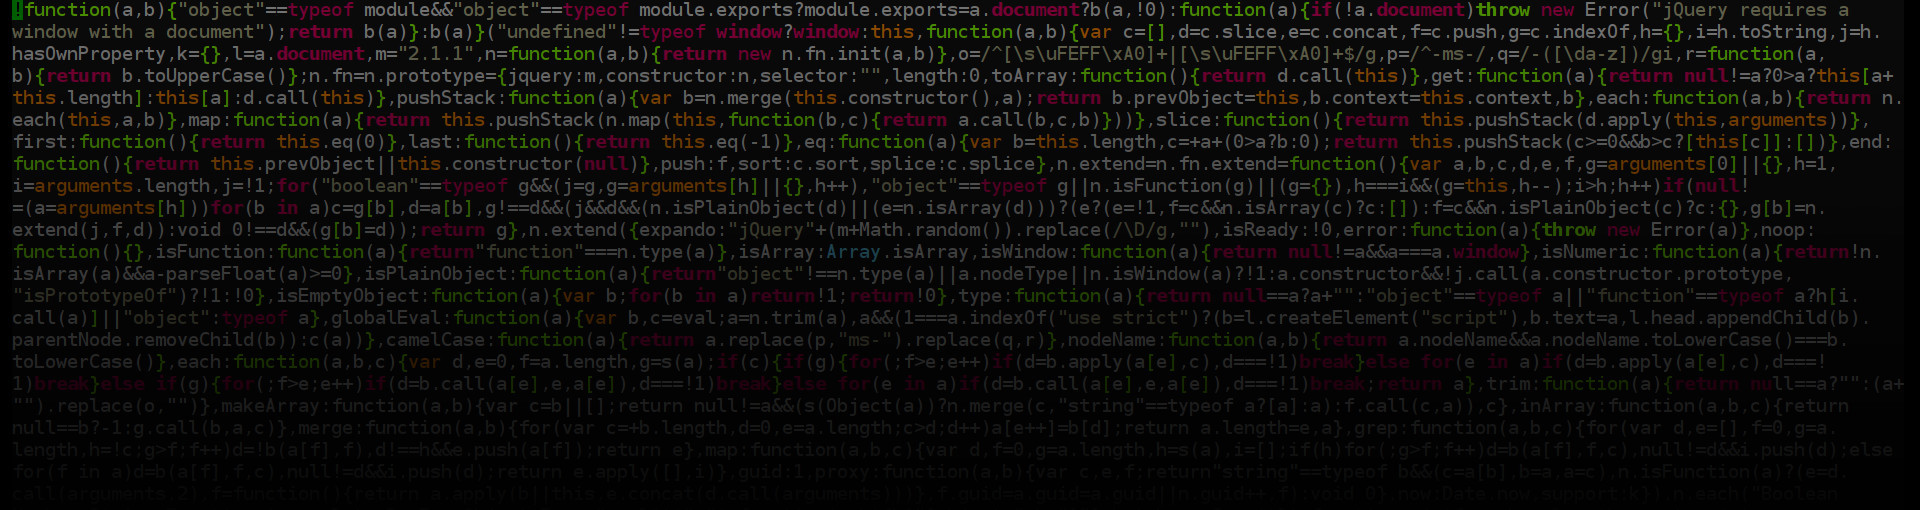 !function(a,b){"object"==typeof module&&"object"==typeof module.exports?module.exports=a.document?b(a,!0):function(a){if(!a.document)throw new Error("jQuery requires a
window with a document");return b(a)}:b(a)}("undefined"!=typeof window?window:this,function(a,b){var c=[],d=c.slice,e=c.concat,f=c.push,g=c.indexOf,h={},i=h.toString,j=h.
hasOwnProperty,k={},l=a.document,m="2.1.1",n=function(a,b){return new n.fn.init(a,b)},o=/^[\s\uFEFF\xA0]+|[\s\uFEFF\xA0]+$/g,p=/^-ms-/,q=/-([\da-z])/gi,r=function(a,
b){return b.toUpperCase()};n.fn=n.prototype={jquery:m,constructor:n,selector:"",length:0,toArray:function(){return d.call(this)},get:function(a){return null!=a?0>a?this[a+
this.length]:this[a]:d.call(this)},pushStack:function(a){var b=n.merge(this.constructor(),a);return b.prevObject=this,b.context=this.context,b},each:function(a,b){return n.
each(this,a,b)},map:function(a){return this.pushStack(n.map(this,function(b,c){return a.call(b,c,b)}))},slice:function(){return this.pushStack(d.apply(this,arguments))},
first:function(){return this.eq(0)},last:function(){return this.eq(-1)},eq:function(a){var b=this.length,c=+a+(0>a?b:0);return this.pushStack(c>=0&&b>c?[this[c]]:[])},end:
function(){return this.prevObject||this.constructor(null)},push:f,sort:c.sort,splice:c.splice},n.extend=n.fn.extend=function(){var a,b,c,d,e,f,g=arguments[0]||{},h=1,
i=arguments.length,j=!1;for("boolean"==typeof g&&(j=g,g=arguments[h]||{},h++),"object"==typeof g||n.isFunction(g)||(g={}),h===i&&(g=this,h--);i>h;h++)if(null!
=(a=arguments[h]))for(b in a)c=g[b],d=a[b],g!==d&&(j&&d&&(n.isPlainObject(d)||(e=n.isArray(d)))?(e?(e=!1,f=c&&n.isArray(c)?c:[]):f=c&&n.isPlainObject(c)?c:{},g[b]=n.
extend(j,f,d)):void 0!==d&&(g[b]=d));return g},n.extend({expando:"jQuery"+(m+Math.random()).replace(/\D/g,""),isReady:!0,error:function(a){throw new Error(a)},noop:
function(){},isFunction:function(a){return"function"===n.type(a)},isArray:Array.isArray,isWindow:function(a){return null!=a&&a===a.window},isNumeric:function(a){return!n.
isArray(a)&&a-parseFloat(a)>=0},isPlainObject:function(a){return"object"!==n.type(a)||a.nodeType||n.isWindow(a)?!1:a.constructor&&!j.call(a.constructor.prototype,
"isPrototypeOf")?!1:!0},isEmptyObject:function(a){var b;for(b in a)return!1;return!0},type:function(a){return null==a?a+"":"object"==typeof a||"function"==typeof a?h[i.
call(a)]||"object":typeof a},globalEval:function(a){var b,c=eval;a=n.trim(a),a&&(1===a.indexOf("use strict")?(b=l.createElement("script"),b.text=a,l.head.appendChild(b).
parentNode.removeChild(b)):c(a))},camelCase:function(a){return a.replace(p,"ms-").replace(q,r)},nodeName:function(a,b){return a.nodeName&&a.nodeName.toLowerCase()===b.
toLowerCase()},each:function(a,b,c){var d,e=0,f=a.length,g=s(a);if(c){if(g){for(;f>e;e++)if(d=b.apply(a[e],c),d===!1)break}else for(e in a)if(d=b.apply(a[e],c),d===!
1)break}else if(g){for(;f>e;e++)if(d=b.call(a[e],e,a[e]),d===!1)break}else for(e in a)if(d=b.call(a[e],e,a[e]),d===!1)break;return a},trim:function(a){return null==a?"":(a+
"").replace(o,"")},makeArray:function(a,b){var c=b||[];return null!=a&&(s(Object(a))?n.merge(c,"string"==typeof a?[a]:a):f.call(c,a)),c},inArray:function(a,b,c){return
null==b?-1:g.call(b,a,c)},merge:function(a,b){for(var c=+b.length,d=0,e=a.length;c>d;d++)a[e++]=b[d];return a.length=e,a},grep:function(a,b,c){for(var d,e=[],f=0,g=a.
length,h=!c;g>f;f++)d=!b(a[f],f),d!==h&&e.push(a[f]);return e},map:function(a,b,c){var d,f=0,g=a.length,h=s(a),i=[];if(h)for(;g>f;f++)d=b(a[f],f,c),null!=d&&i.push(d);else
for(f in a)d=b(a[f],f,c),null!=d&&i.push(d);return e.apply([],i)},guid:1,proxy:function(a,b){var c,e,f;return"string"==typeof b&&(c=a[b],b=a,a=c),n.isFunction(a)?(e=d.
call(arguments,2),f=function(){return a.apply(b||this,e.concat(d.call(arguments)))},f.guid=a.guid=a.guid||n.guid++,f):void 0},now:Date.now,support:k}),n.each("Boolean